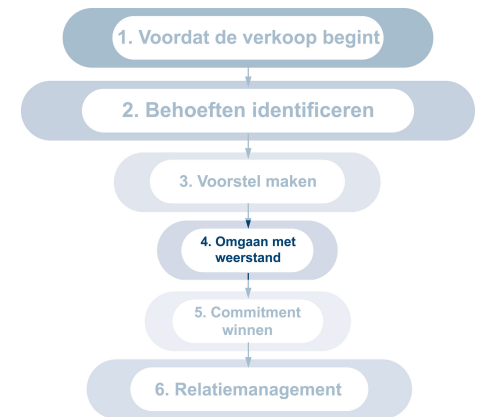 1. Voordat de verkoop begint
2. Behoeften identificeren
3. Voorstel maken
4. Omgaan met
weerstand
5. Commitment
winnen
6. Relatiemanagement